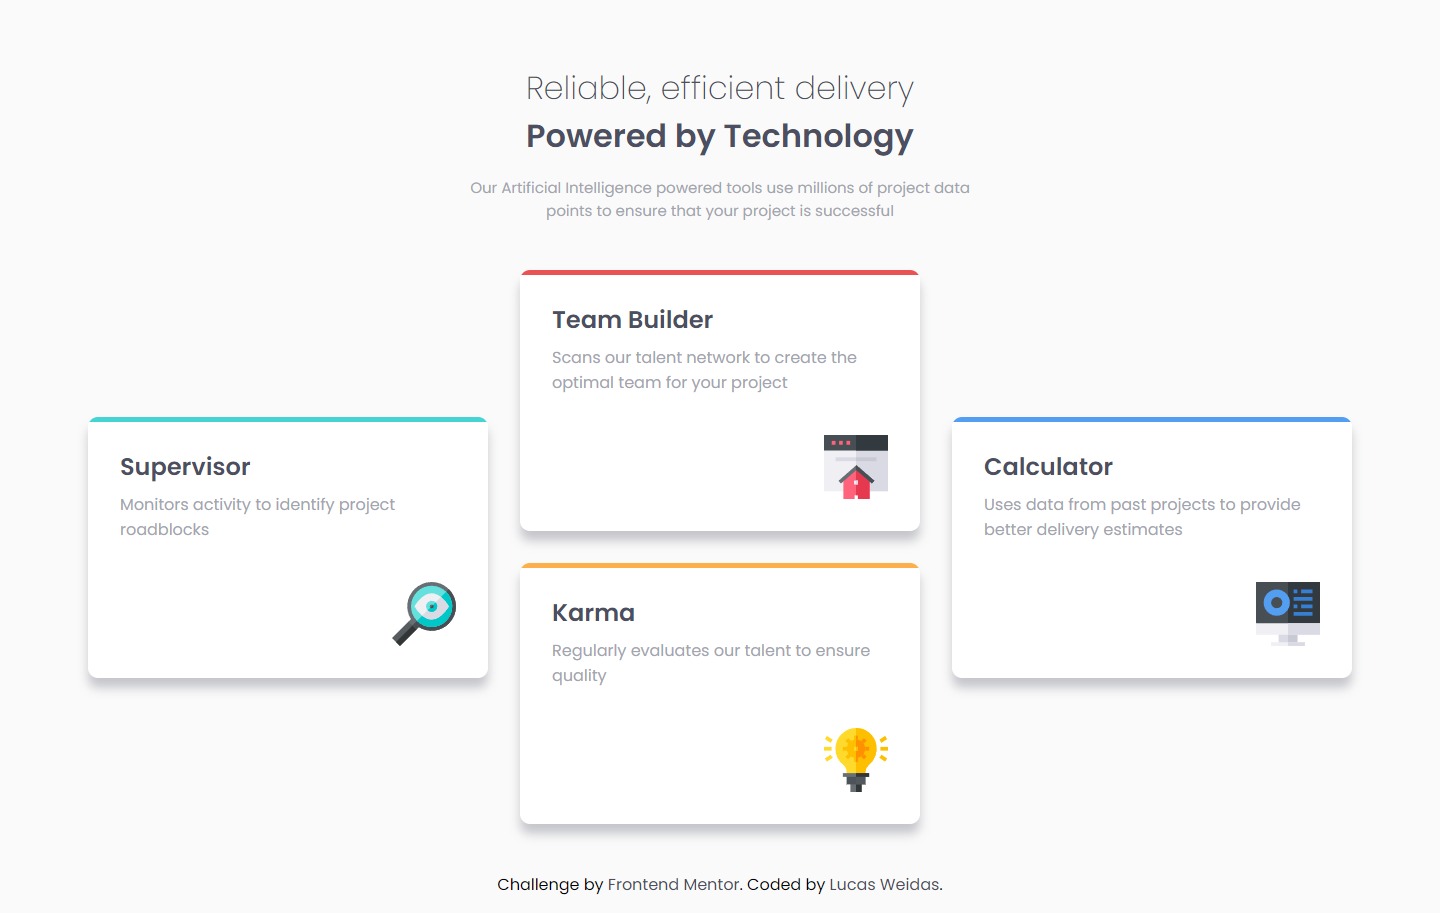 Reliable, efficient delivery
Powered by Technology
Our Artificial Intelligence powered tools use millions of project data
points to ensure that your project is successful
Supervisor
Monitors activity to identify project
roadblocks
Team Builder
Scans our talent network to create the
optimal team for your project
Karma
Regularly evaluates our talent to ensure
quality
Calculator
Uses data from past projects to provide
better delivery estimates
Challenge by Frontend Mentor. Coded by Lucas Weidas.